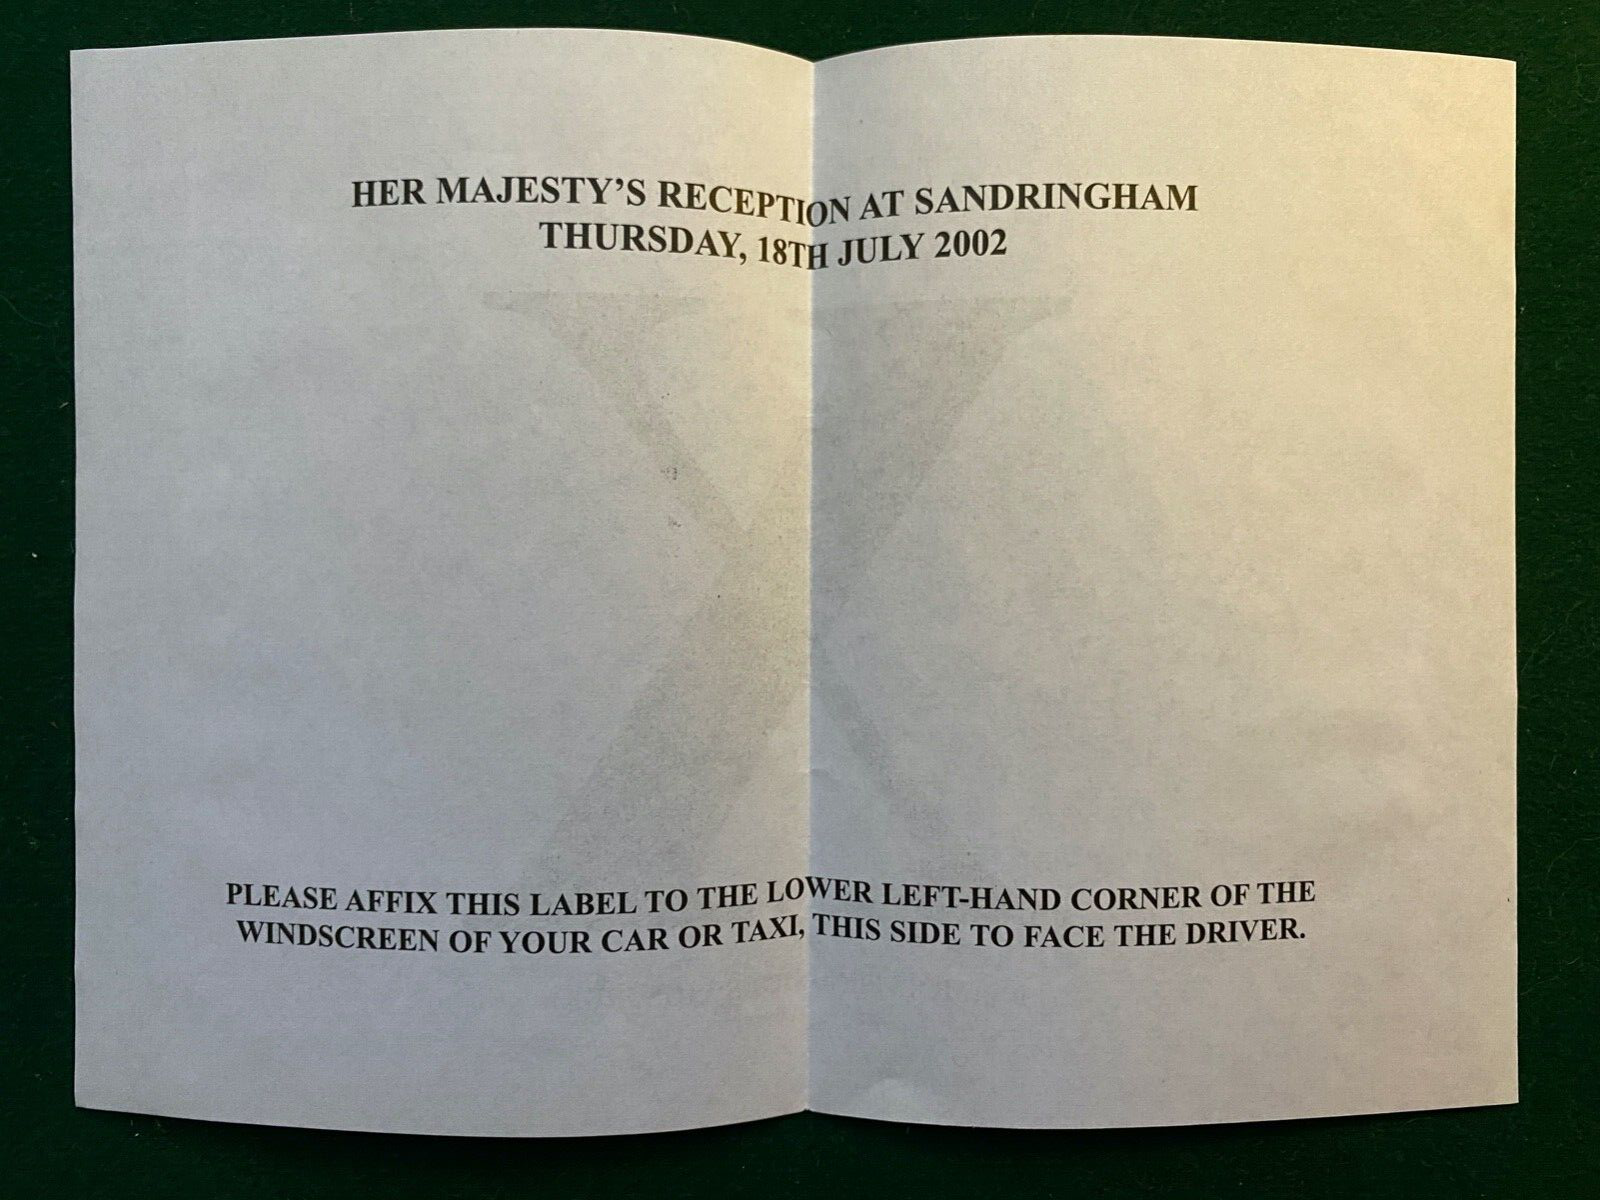 HER MAJESTY'S RECEPTION AT SANDRINGHAM
THURSDAY, 18TH JULY 2002
X
PLEASE AFFIX THIS LABEL TO THE LOWER LEFT-HAND CORNER OF THE
WINDSCREEN OF YOUR CAR OR TAXI, THIS SIDE TO FACE THE DRIVER.